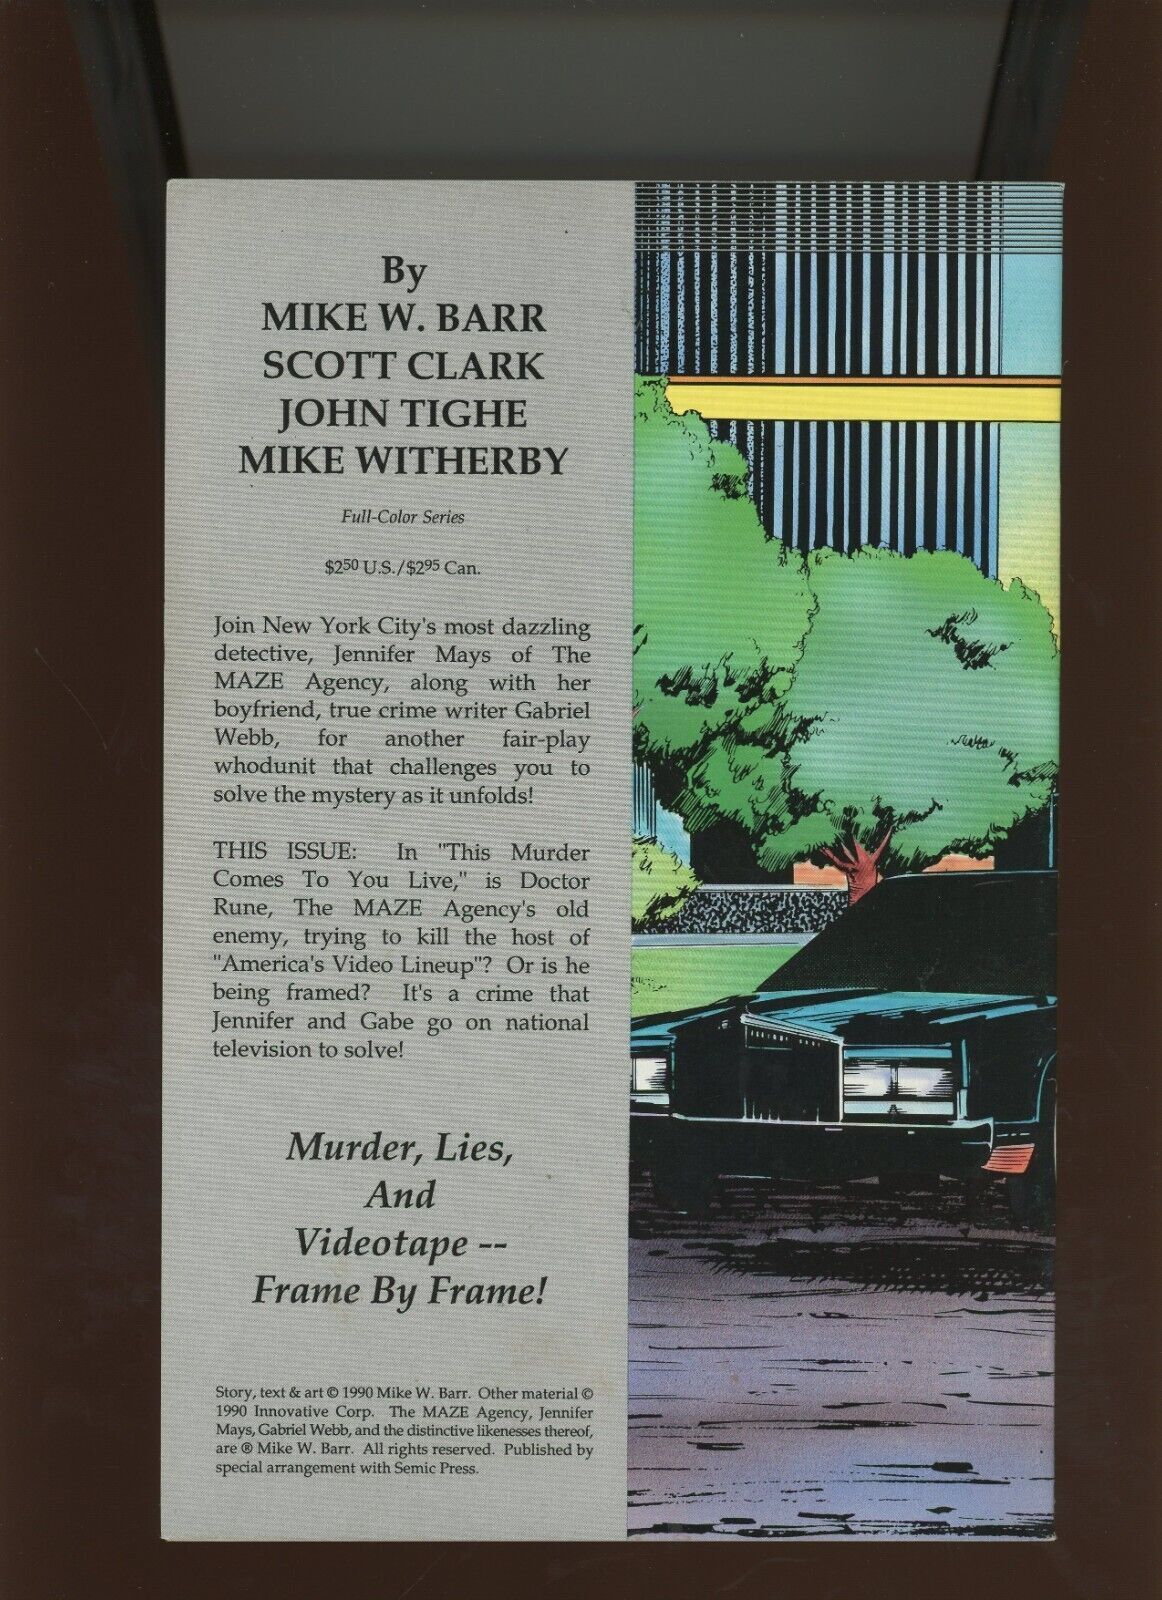 By
MIKE W. BARR
SCOTT CLARK
JOHN TIGHE
MIKE WITHERBY
Full-Color Series
$250 U.S./$295 Can.
Join New York City's most dazzling
detective, Jennifer Mays of The
MAZE Agency, along with her
boyfriend, true crime writer Gabriel
Webb, for another fair-play
whodunit that challenges you to
solve the mystery as it unfolds!
THIS ISSUE: In "This Murder
Comes To You Live," is Doctor
Rune, The MAZE Agency's old
enemy, trying to kill the host of
"America's Video Lineup"? Or is he
being framed? It's a crime that
Jennifer and Gabe go on national
television to solve!
Murder, Lies,
And
Videotape --
Frame By Frame!
Story, text & art © 1990 Mike W. Barr. Other material ©
1990 Innovative Corp. The MAZE Agency, Jennifer
Mays, Gabriel Webb, and the distinctive likenesses thereof,
are ® Mike W. Barr. All rights reserved. Published by
special arrangement with Semic Press.